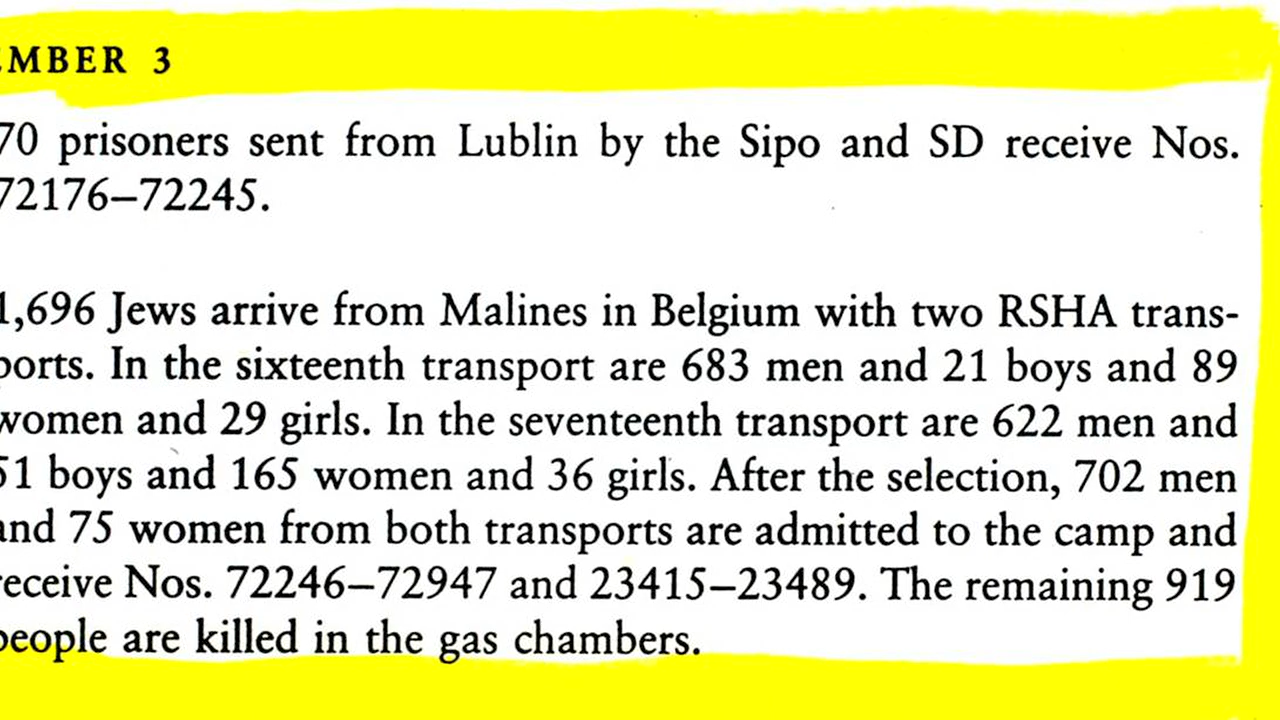 EMBER 3
70 prisoners sent from Lublin by the Sipo and SD receive Nos.
72176–72245.
1,696 Jews arrive from Malines in Belgium with two RSHA trans-
ports. In the sixteenth transport are 683 men and 21 boys and 89
women and 29 girls. In the seventeenth transport are 622 men and
51 boys and 165 women and 36 girls. After the selection, 702 men
and 75 women from both transports are admitted to the camp and
receive Nos. 72246–72947 and 23415–23489. The remaining 919
people are killed in the gas chambers.